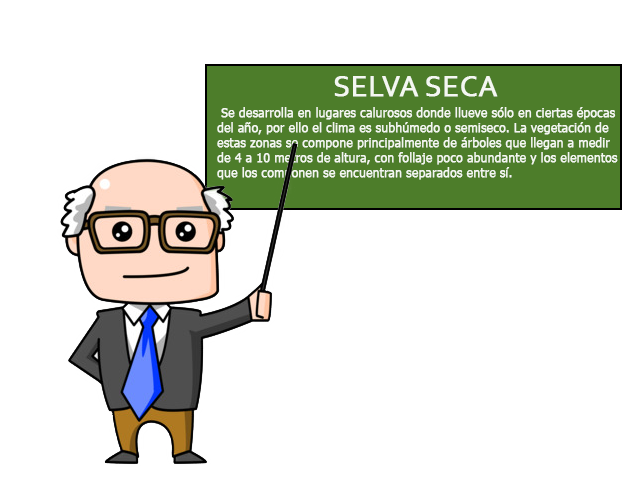 SELVA SECA
Se desarrolla en lugares calurosos donde llueve sólo en ciertas épocas
del año, por ello el clima es subhúmedo o semiseco. La vegetación de
estas zonas se compone principalmente de árboles que llegan a medir
de 4 a 10 metros de altura, con follaje poco abundante y los elementos
que los componen se encuentran separados entre sí.